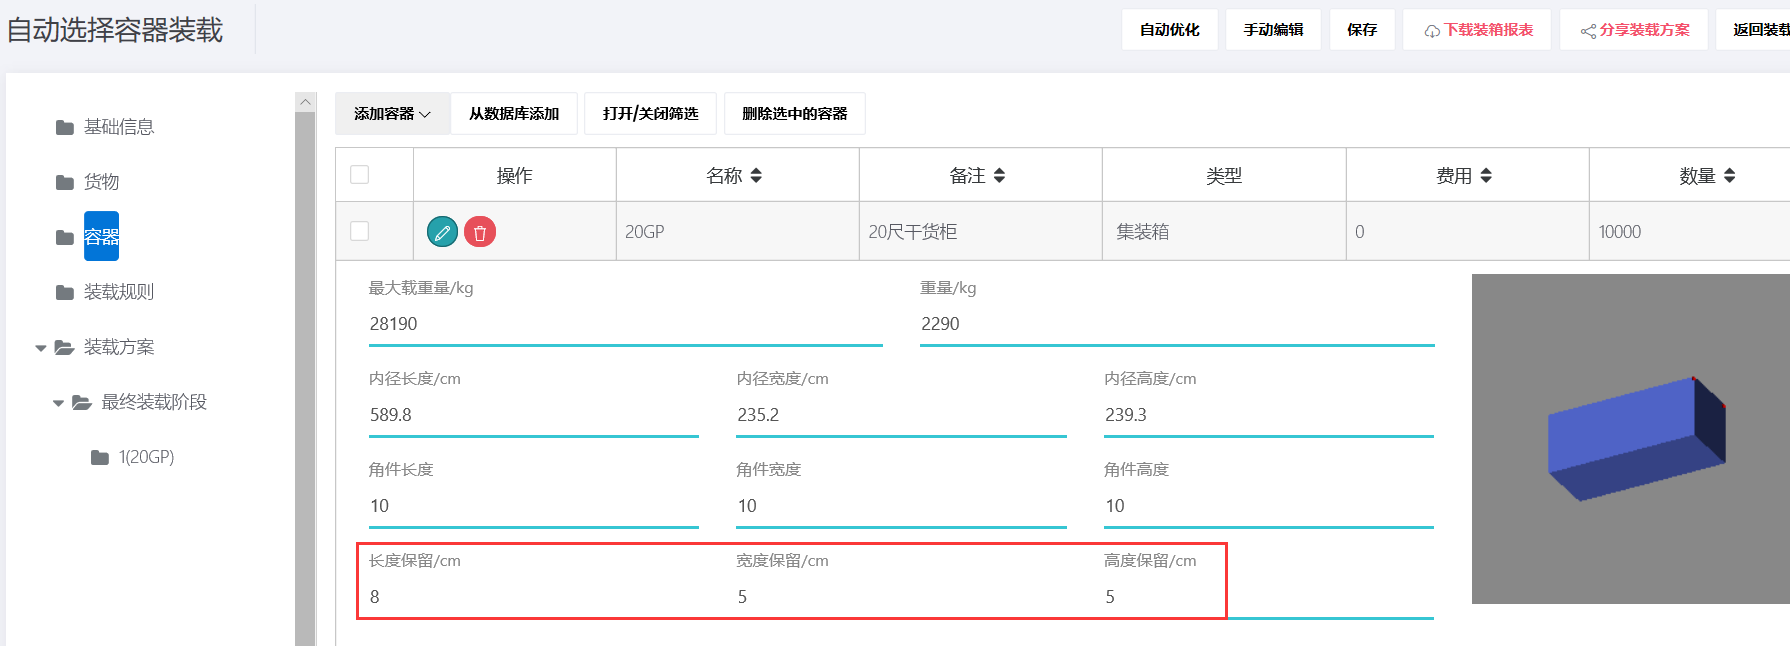 自动选择容器装载
自动优化 手动编辑 保存 下载装箱报表 分享装载方案 返回装载
基础信息
货物
容器
装载规则
装载方案
最终装载阶段
1(20GP)
添加容器 从数据库添加 打开/关闭筛选 删除选中的容器
操作 名称 备注 类型 费用 数量
20GP 20尺干货柜 集装箱 0 10000
最大载重量/kg 重量/kg
28190 2290
内径长度/cm 内径宽度/cm 内径高度/cm
589.8 235.2 239.3
角件长度 角件宽度 角件高度
10 10 10
长度保留/cm 宽度保留/cm 高度保留/cm
8 5 5